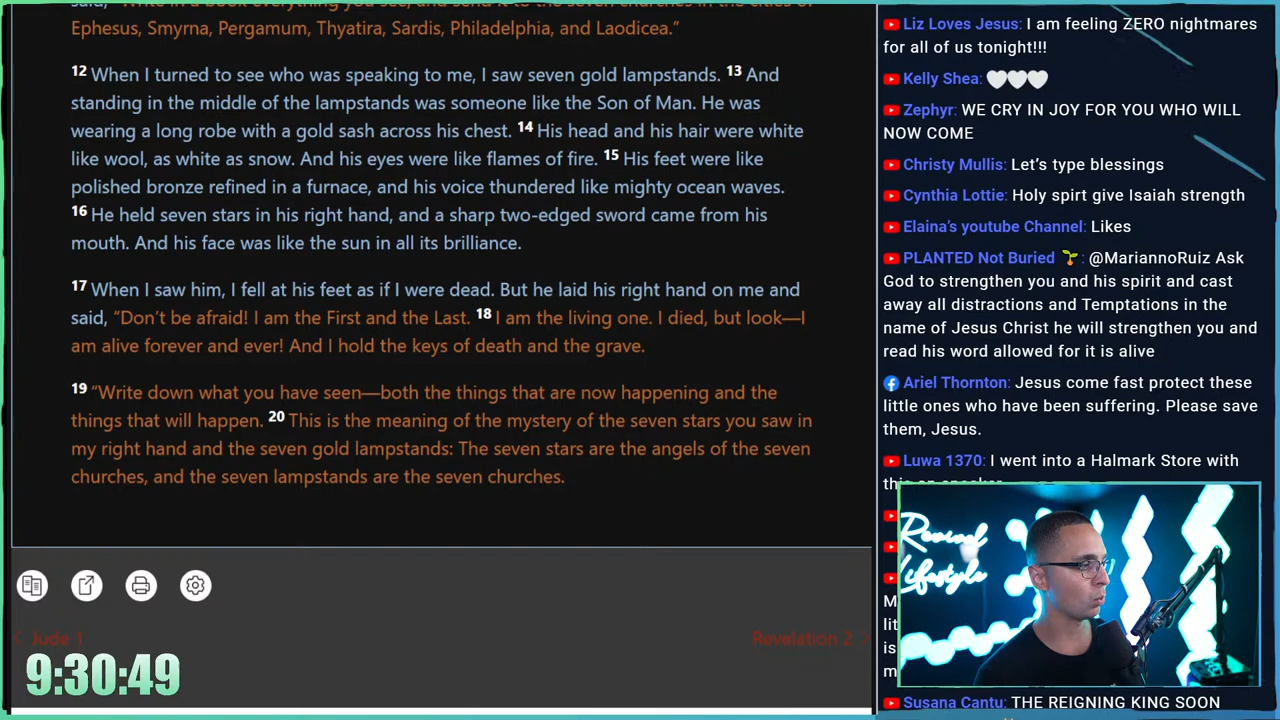 said, "Write in a book everything you see, and send it to the seven churches in the cities of
Ephesus, Smyrna, Pergamum, Thyatira, Sardis, Philadelphia, and Laodicea."
12 When I turned to see who was speaking to me, I saw seven gold lampstands. 13 And
standing in the middle of the lampstands was someone like the Son of Man. He was
wearing a long robe with a gold sash across his chest. 14 His head and his hair were white
like wool, as white as snow. And his eyes were like flames of fire. 15 His feet were like
polished bronze refined in a furnace, and his voice thundered like mighty ocean waves.
16 He held seven stars in his right hand, and a sharp two-edged sword came from his
mouth. And his face was like the sun in all its brilliance.
17 When I saw him, I fell at his feet as if I were dead. But he laid his right hand on me and
said, "Don't be afraid! I am the First and the Last. 18 I am the living one. I died, but look—I
am alive forever and ever! And I hold the keys of death and the grave.
19 "Write down what you have seen—both the things that are now happening and the
things that will happen. 20 This is the meaning of the mystery of the seven stars you saw in
my right hand and the seven gold lampstands: The seven stars are the angels of the seven
churches, and the seven lampstands are the seven churches.
< Jude 1
Revelation 2 >
9:30:49
Liz Loves Jesus: I am feeling ZERO nightmares
for all of us tonight!!!
Kelly Shea: 🤍🤍🤍
Zephyr: WE CRY IN JOY FOR YOU WHO WILL
NOW COME
Christy Mullis: Let's type blessings
Cynthia Lottie: Holy spirt give Isaiah strength
Elaina's youtube Channel: Likes
PLANTED Not Buried 🌱: @MariannoRuiz Ask
God to strengthen you and his spirit and cast
away all distractions and Temptations in the
name of Jesus Christ he will strengthen you and
read his word allowed for it is alive
Ariel Thornton: Jesus come fast protect these
little ones who have been suffering. Please save
them, Jesus.
Luwa 1370: I went into a Halmark Store with
Revival
Lifestyle
Susana Cantu: THE REIGNING KING SOON